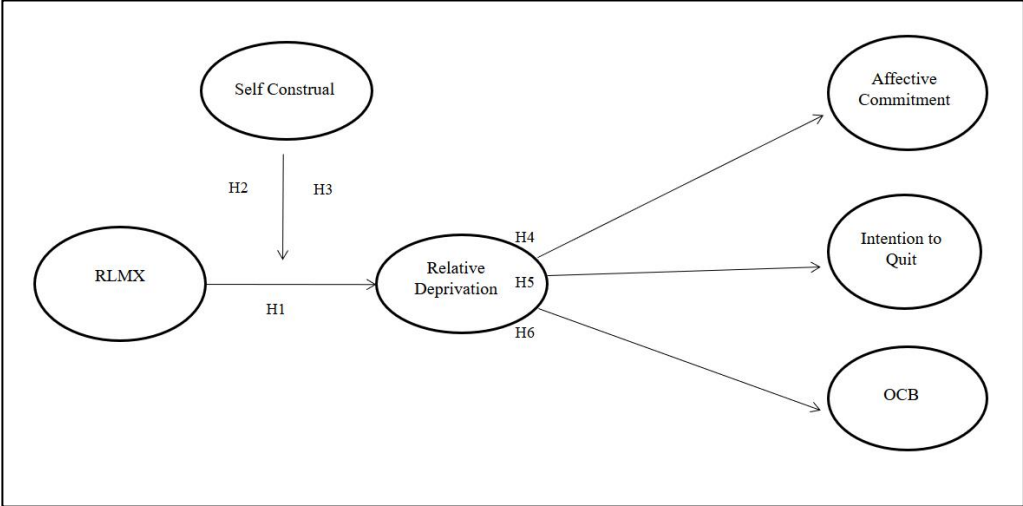 Self Construal
Affective
Commitment
H2
H3
RLMX
H1
Relative
Deprivation
H4
H5
H6
Intention to
Quit
OCB